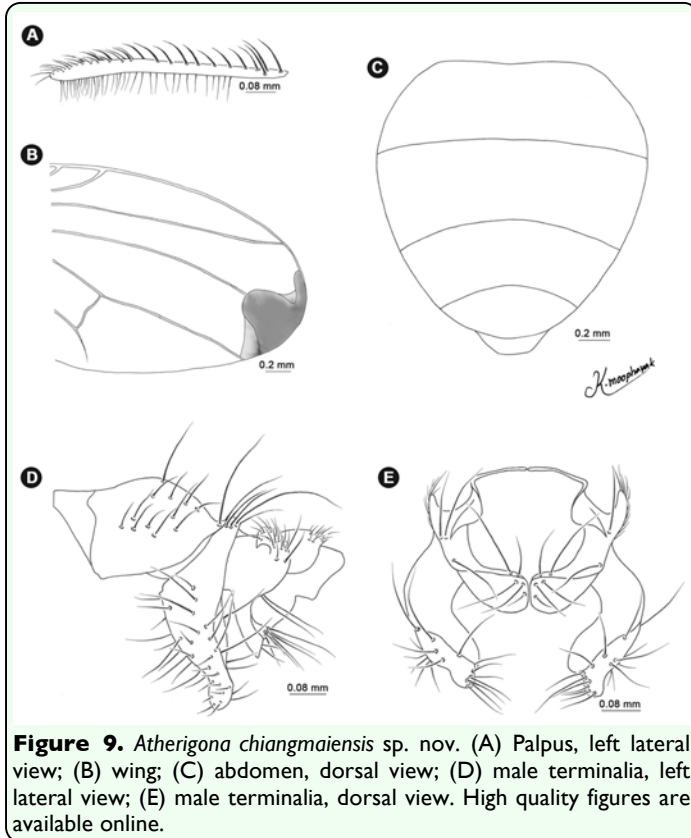 A
0.08 mm
B
0.2 mm
C
0.2 mm
K. moophayak
D
0.08 mm
E
0.08 mm
Figure 9. Atherigona chiangmaiensis sp. nov. (A) Palpus, left lateral
view; (B) wing; (C) abdomen, dorsal view; (D) male terminalia, left
lateral view; (E) male terminalia, dorsal view. High quality figures are
available online.